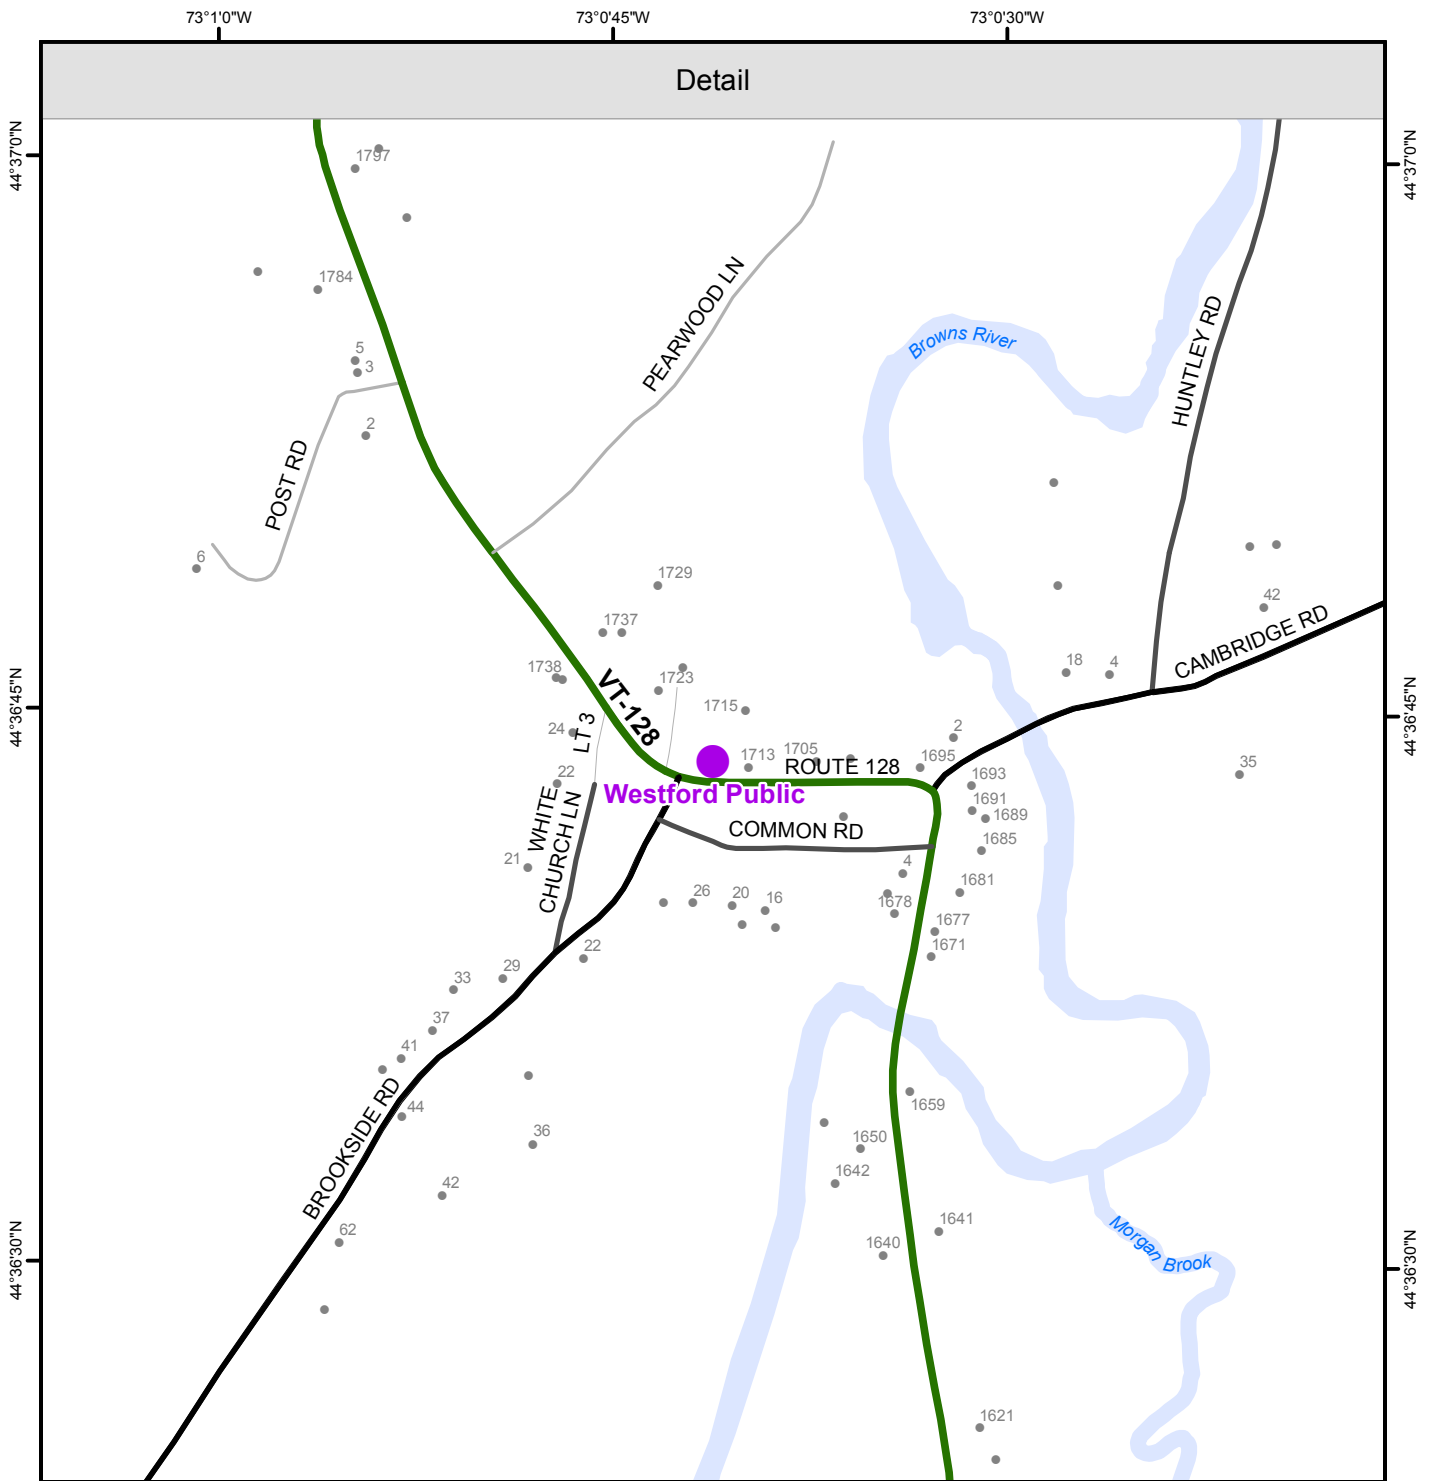 73°1'0"W
73°0'45"W
73°0'30"W
Detail
44°37'0"N
44°37'0"N
1797
1784
PEARWOOD LN
Browns River
HUNTLEY RD
5
3
2
POST RD
6
1729
1737
42
CAMBRIDGE RD
1738
1723
18
4
VT-128
1715
24
LT 3
2
44°36'45"N
44°36'45"N
1713
1705
ROUTE 128
1695
1693
35
22
Westford Public
1691
1689
WHITE
CHURCH LN
COMMON RD
1685
21
4
1681
26
20
16
1678
1677
1671
22
29
33
37
41
44
BROOKSIDE RD
36
1659
1650
1642
42
62
1641
1640
Morgan Brook
44°36'30"N
44°36'30"N
1621